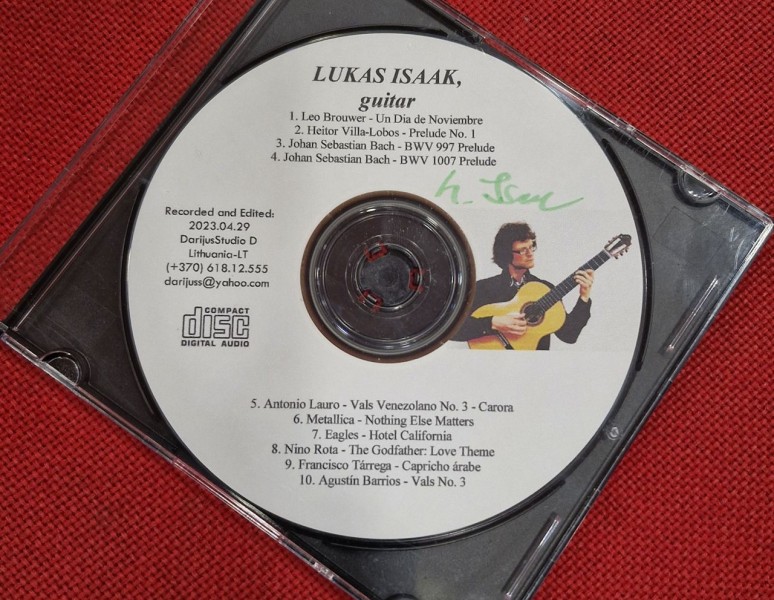 LUKAS ISAAK,
guitar
1. Leo Brouwer - Un Dia de Noviembre
2. Heitor Villa-Lobos - Prelude No. 1
3. Johan Sebastian Bach - BWV 997 Prelude
4. Johan Sebastian Bach - BWV 1007 Prelude
Recorded and Edited:
2023.04.29
DarijusStudio D
Lithuania-LT
(+370) 618.12.555
darijuss@yahoo.com
COMPACT
disc
DIGITAL AUDIO
5. Antonio Lauro - Vals Venezolano No. 3 - Carora
6. Metallica - Nothing Else Matters
7. Eagles - Hotel California
8. Nino Rota - The Godfather: Love Theme
9. Francisco Tárrega - Capricho árabe
10. Agustín Barrios - Vals No. 3